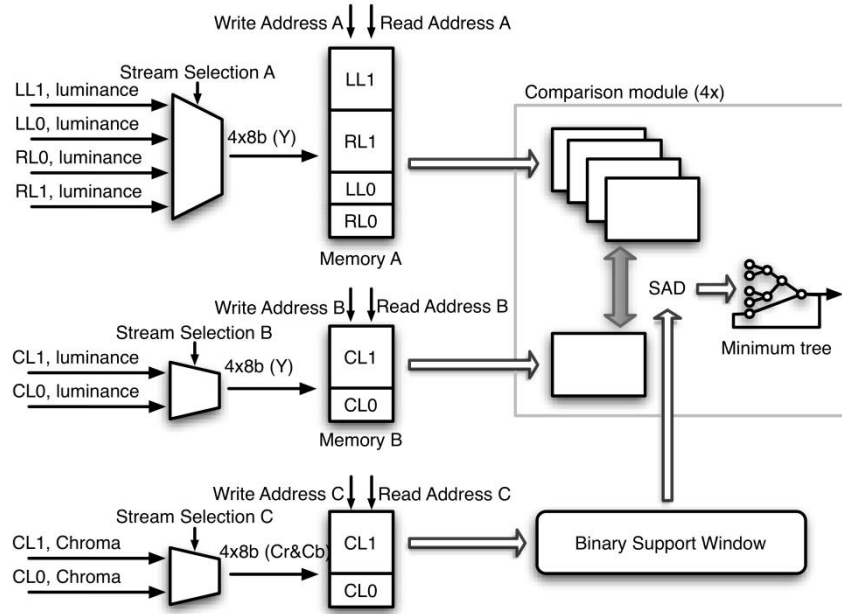 Write Address A
Read Address A
Stream Selection A
LL1, luminance
LL0, luminance
RL0, luminance
RL1, luminance
4x8b (Y)
LL1
RL1
LL0
RL0
Memory A
Comparison module (4x)
SAD
Minimum tree
Write Address B
Read Address B
Stream Selection B
CL1, luminance
CL0, luminance
4x8b (Y)
CL1
CL0
Memory B
Write Address C
Read Address C
Stream Selection C
CL1, Chroma
CL0, Chroma
4x8b (Cr&Cb)
CL1
CL0
Binary Support Window